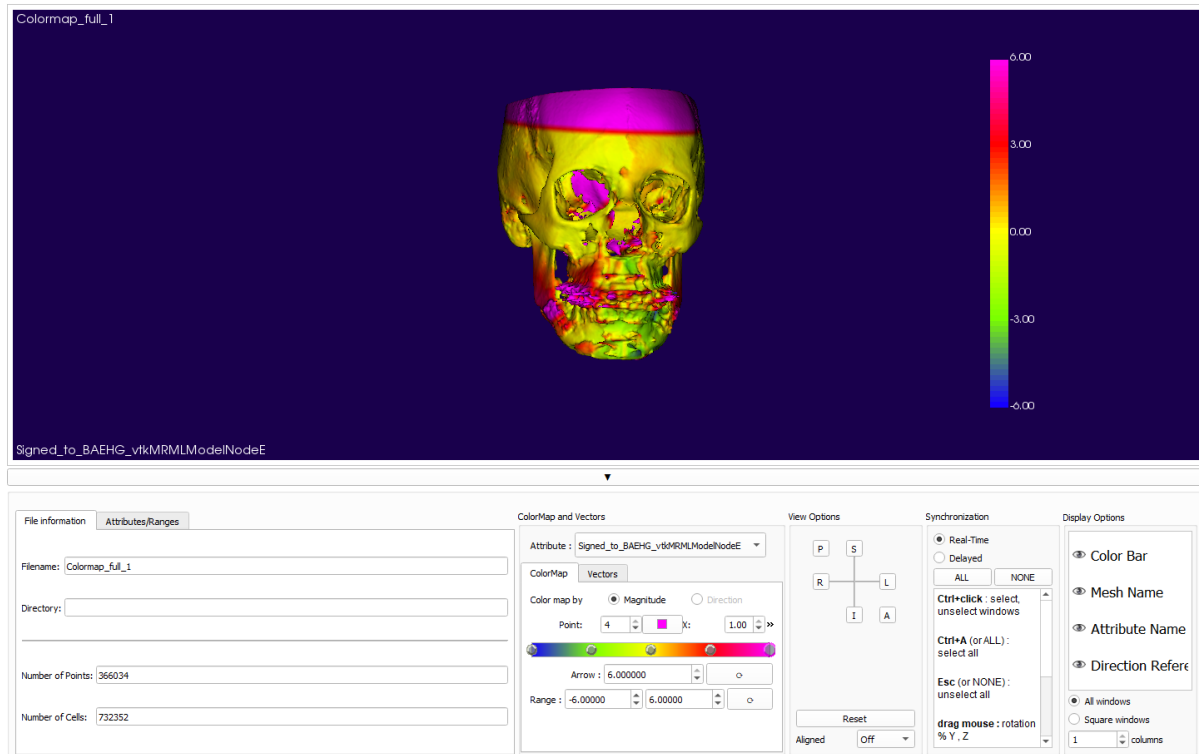 Colormap_full_1
6.00
3.00
0.00
-3.00
-6.00
Signed_to_BAEHG_vtkMRMLModelNodeE
▼
File information
Attributes/Ranges
Filename: Colormap_full_1
Directory:
Number of Points: 366034
Number of Cells: 732352
ColorMap and Vectors
Attribute : Signed_to_BAEHG_vtkMRMLModelNodeE
ColorMap
Vectors
Color map by Magnitude Direction
Point: 4 X: 1.00 »
Arrow : 6.000000
Range : -6.00000 6.00000
View Options
P S
R L
I A
Reset
Aligned Off
Synchronization
Real-Time
Delayed
ALL NONE
Ctrl+click : select,
unselect windows
Ctrl+A (or ALL) :
select all
Esc (or NONE) :
unselect all
drag mouse : rotation
% Y , Z
Display Options
Color Bar
Mesh Name
Attribute Name
Direction Refere
All windows
Square windows
1 columns